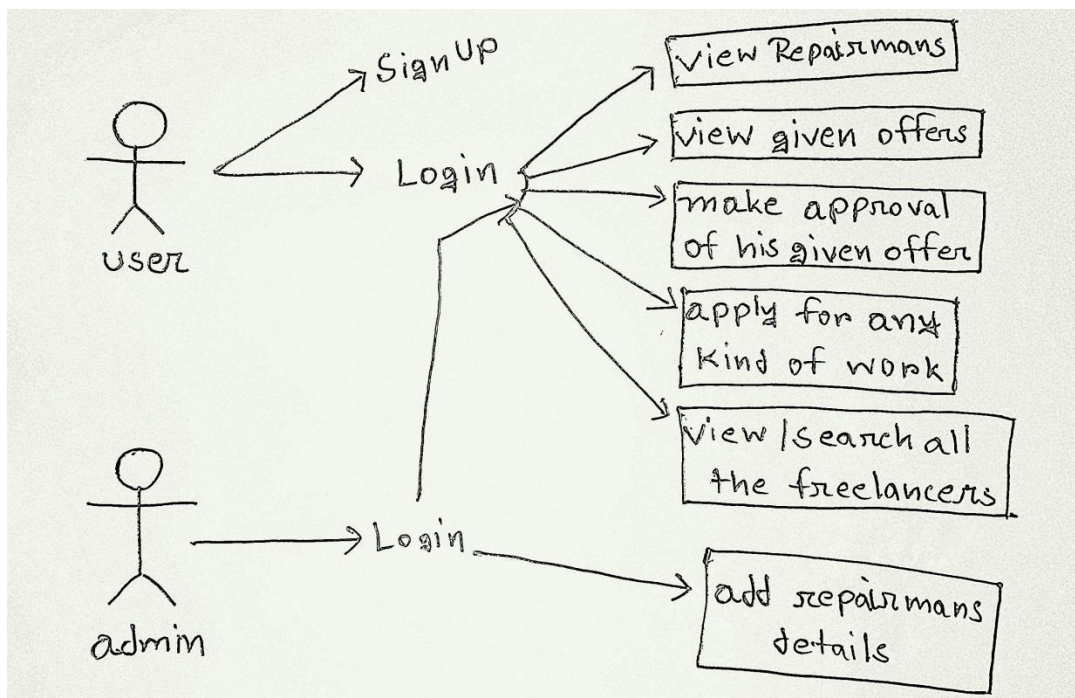 SignUp
view Repairmans
Login
view given offers
make approval
of his given offer
user
apply for any
kind of work
view / search all
the freelancers
Login
add repairmans
details
admin